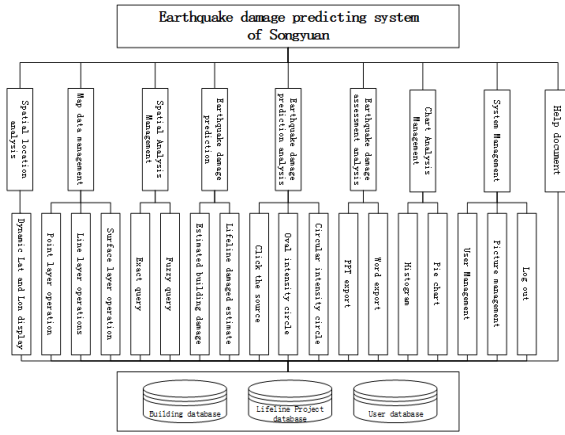 Earthquake damage predicting system
of Songyuan
Spatial location
analysis
Map data management
Spatial Analysis
Management
Earthquake damage
prediction
Earthquake damage
prediction analysis
Earthquake damage
assessment analysis
Chart Analysis
Management
System Management
Help document
Dynamic Lat and Lon display
Point layer operation
Line layer operations
Surface layer operation
Exact query
Fuzzy query
Estimated building damage
Lifeline damaged estimate
Click the source
Oval intensity circle
Circular intensity circle
PPT export
Word export
Histogram
Pie chart
User Management
Picture management
Log out
Building database
Lifeline Project
database
User database